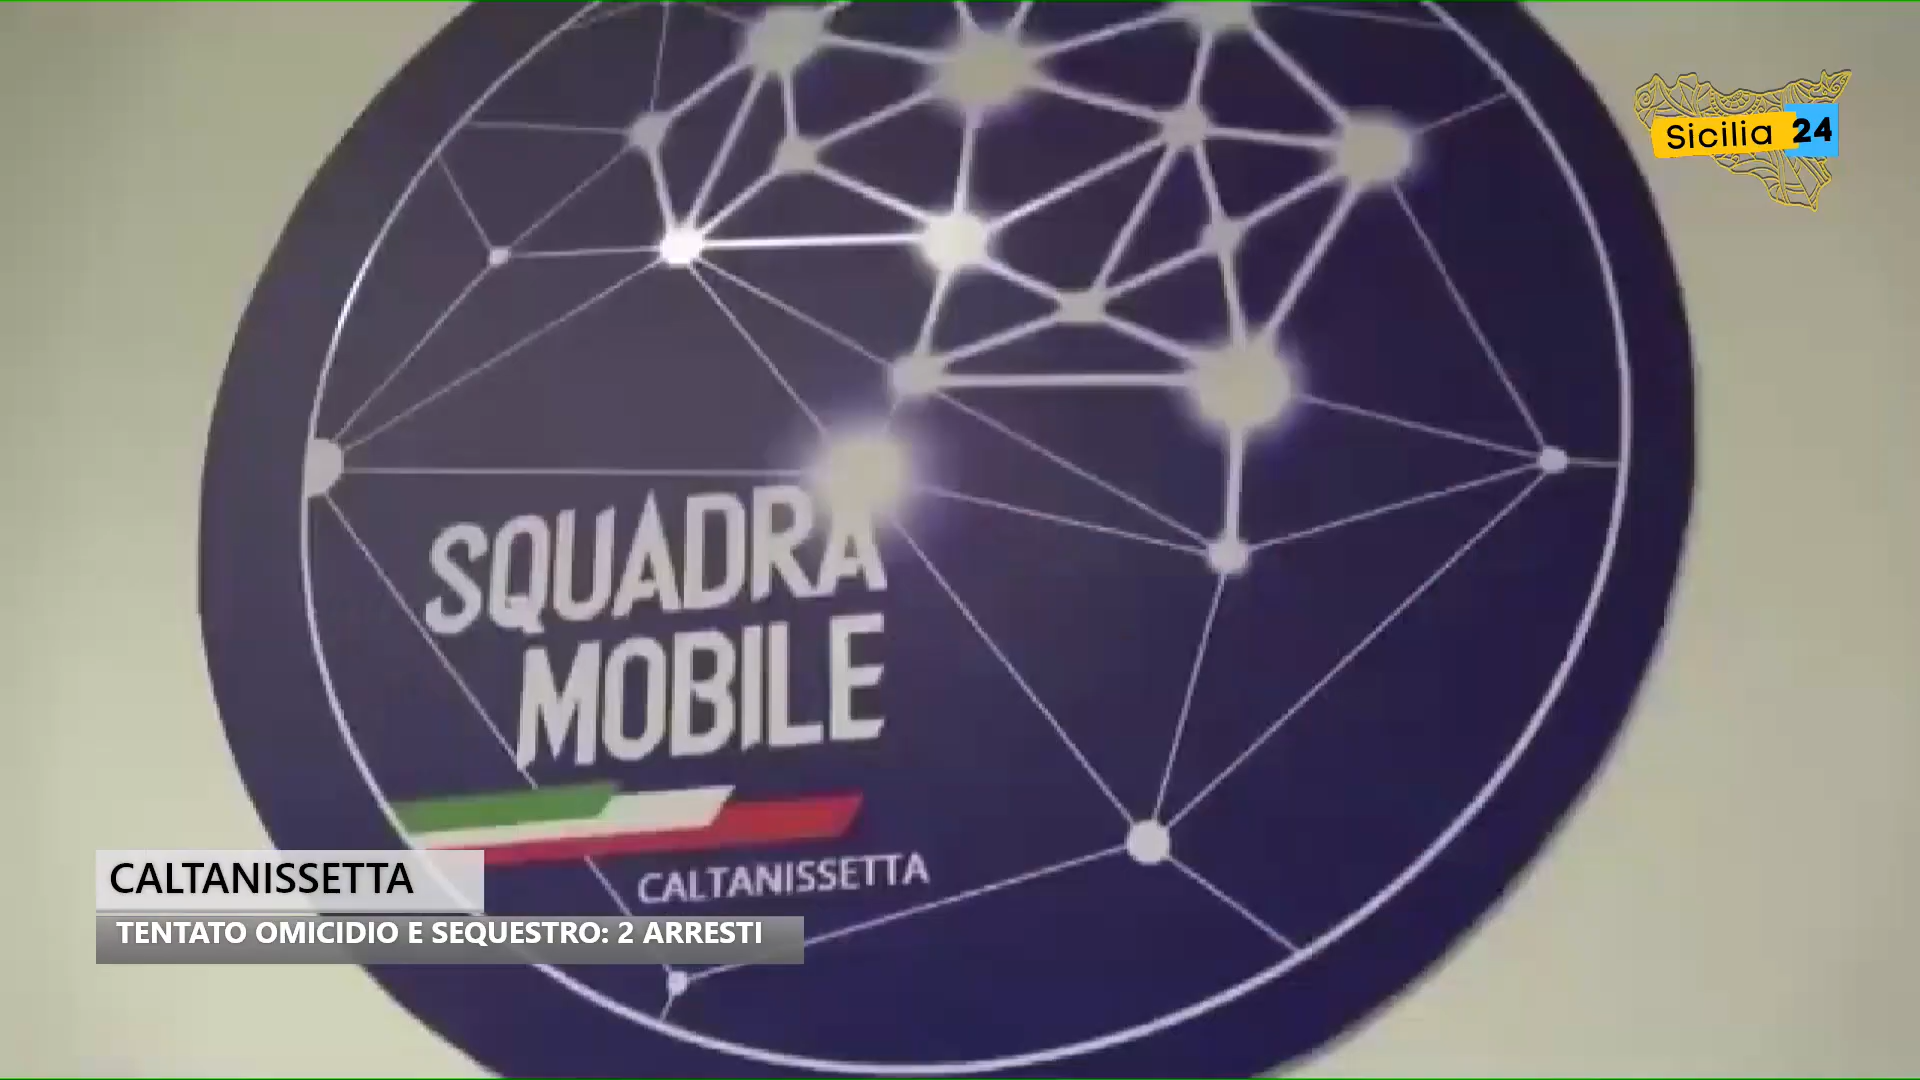 Sicilia 24
SQUADRA
MOBILE
CALTANISSETTA
CALTANISSETTA
TENTATO OMICIDIO E SEQUESTRO: 2 ARRESTI